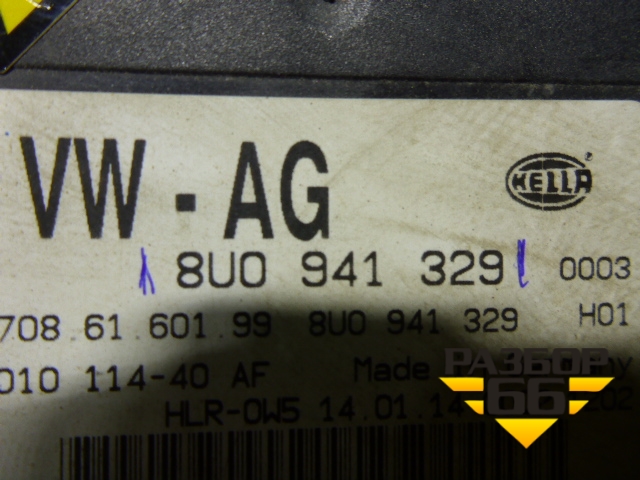 VW - AG
HELLA ®
8U0 941 329 0003
708.61.601.99 8U0 941 329 H01
010 114-40 AF Made
HLR-0W5 14.01.14
РАЗБОР
66